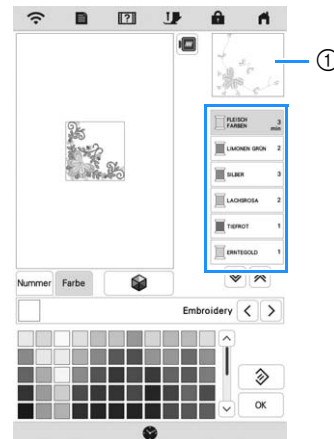 [?]
①
FLEISCH
FARBEN 3
min
LIMONEN GRÜN 2
SILBER 3
LACHSROSA 2
TIEFROT 1
ERNTEGOLD 1
Nummer Farbe
Embroidery < >
OK